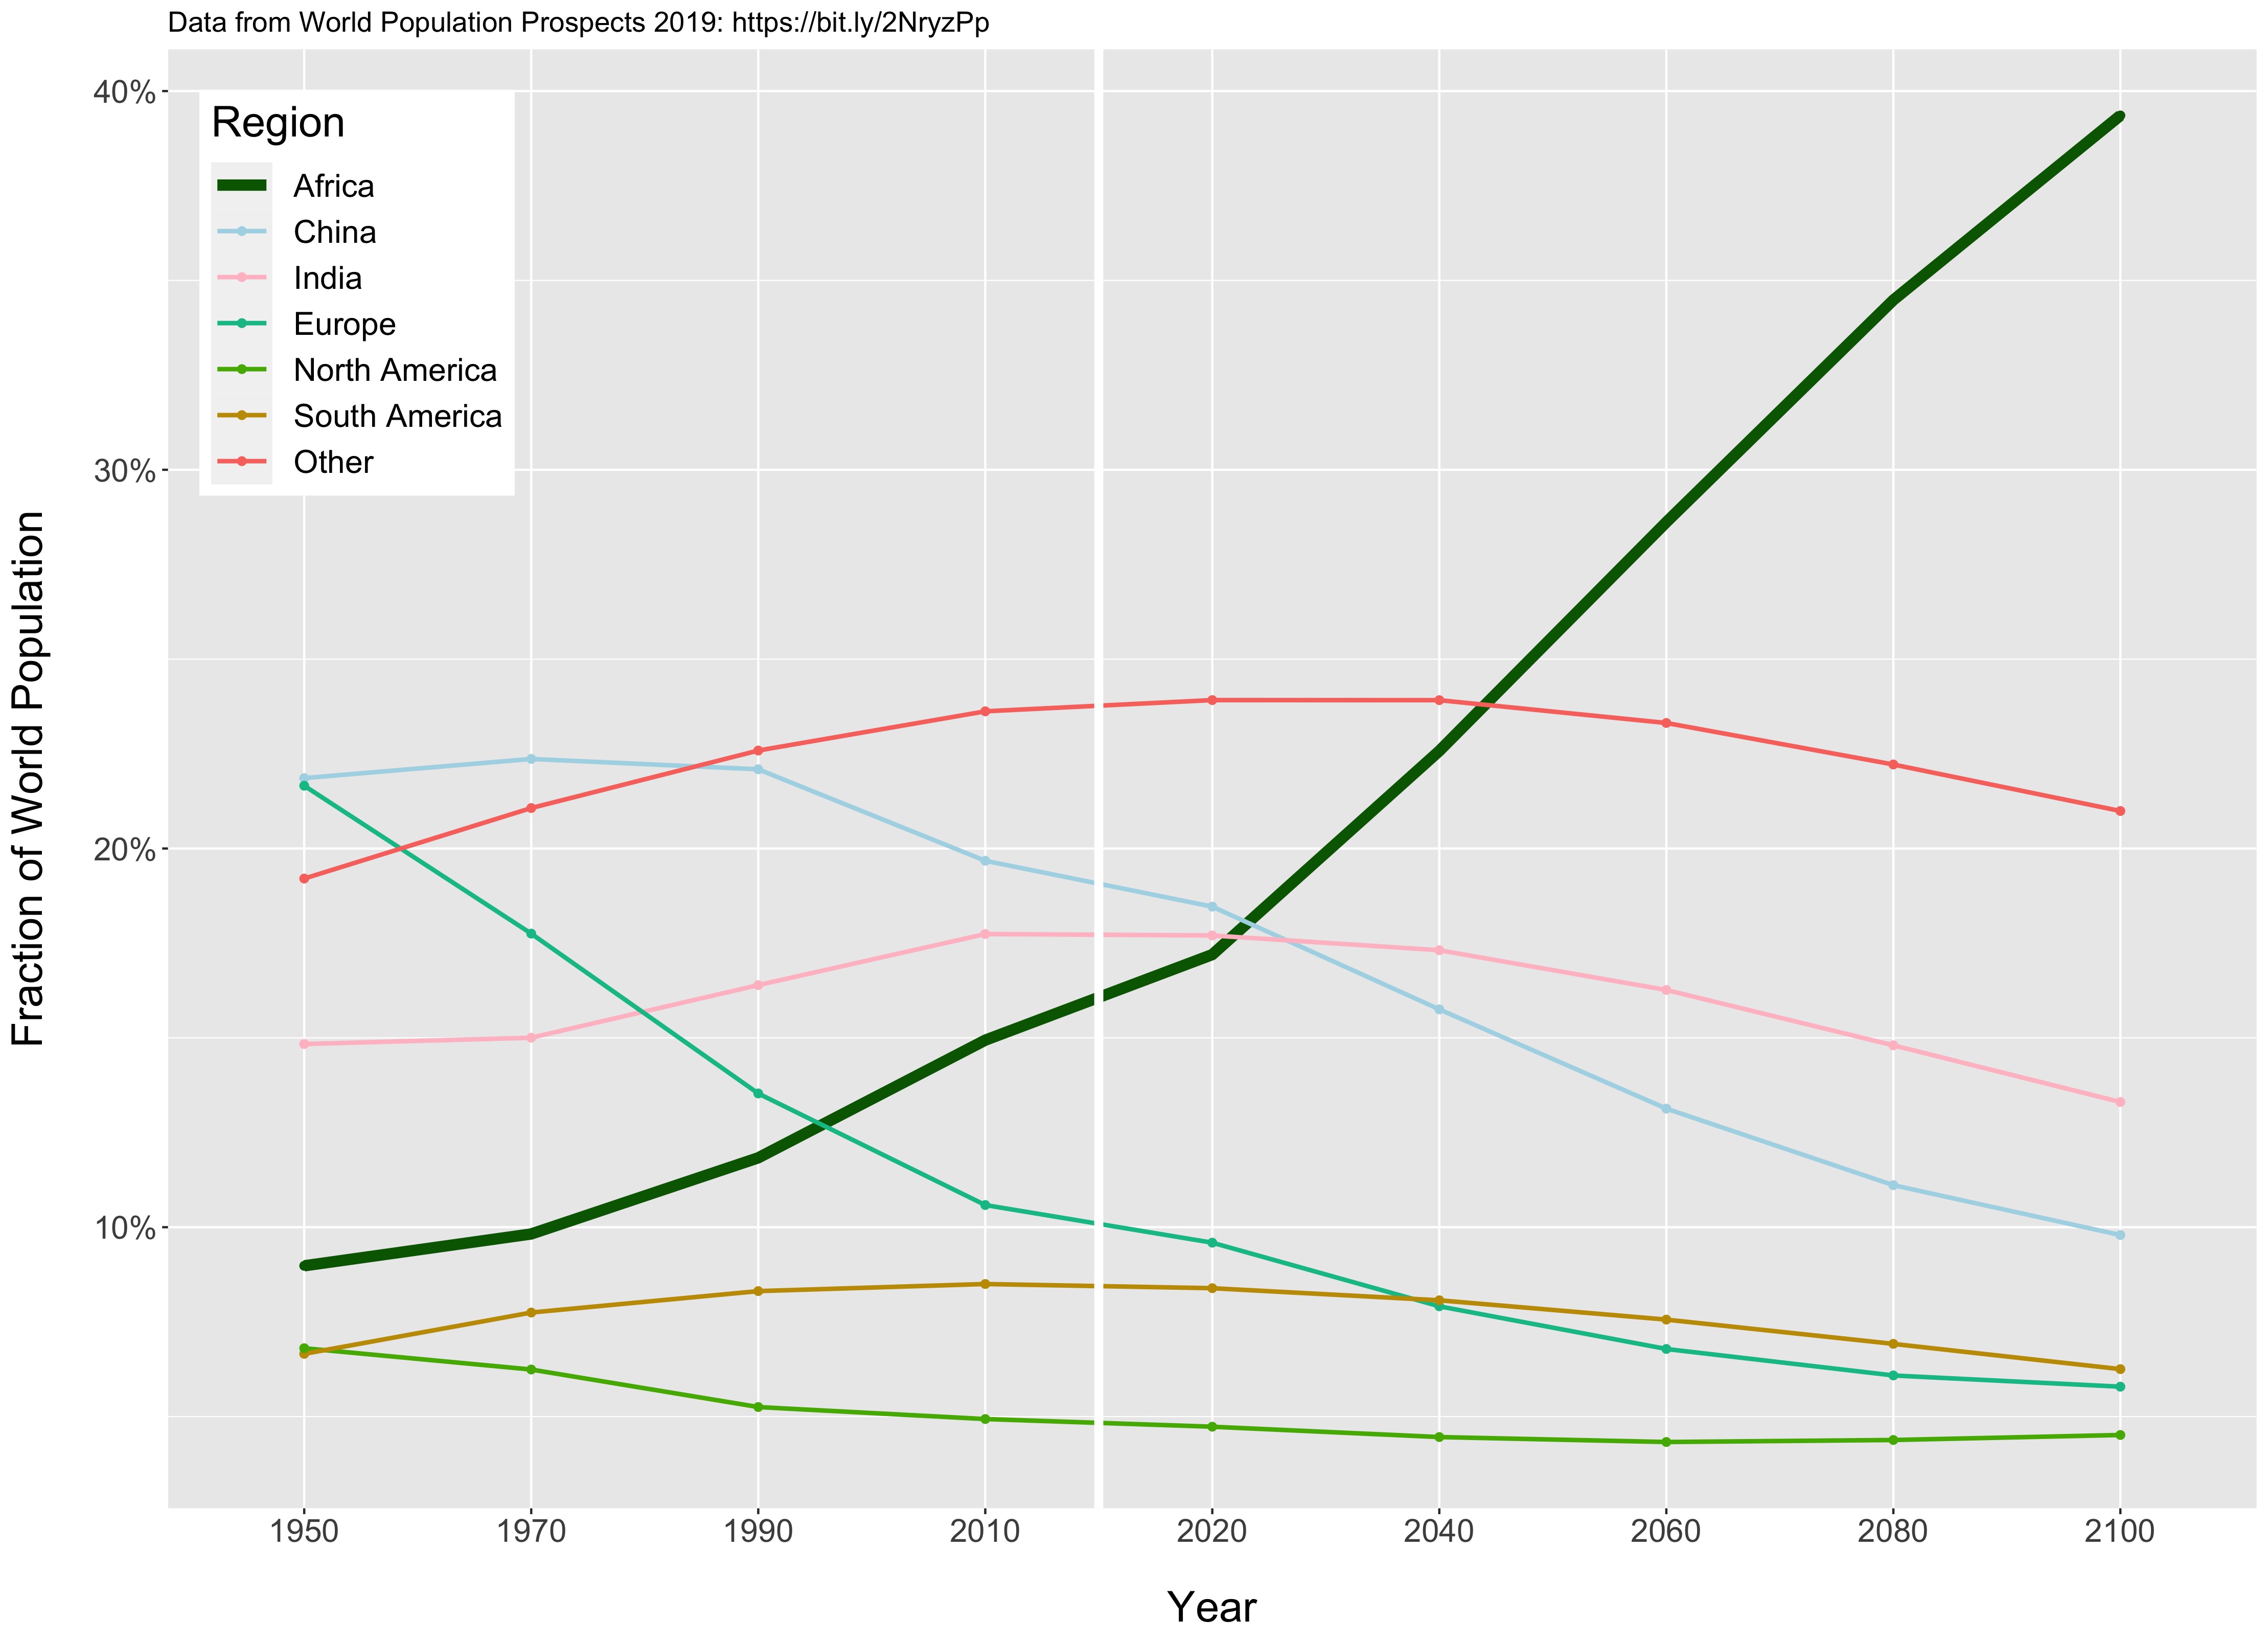 Data from World Population Prospects 2019: https://bit.ly/2NryzPp
40%
30%
20%
10%
Fraction of World Population
Region
Africa
China
India
Europe
North America
South America
Other
1950 1970 1990 2010 2020 2040 2060 2080 2100
Year